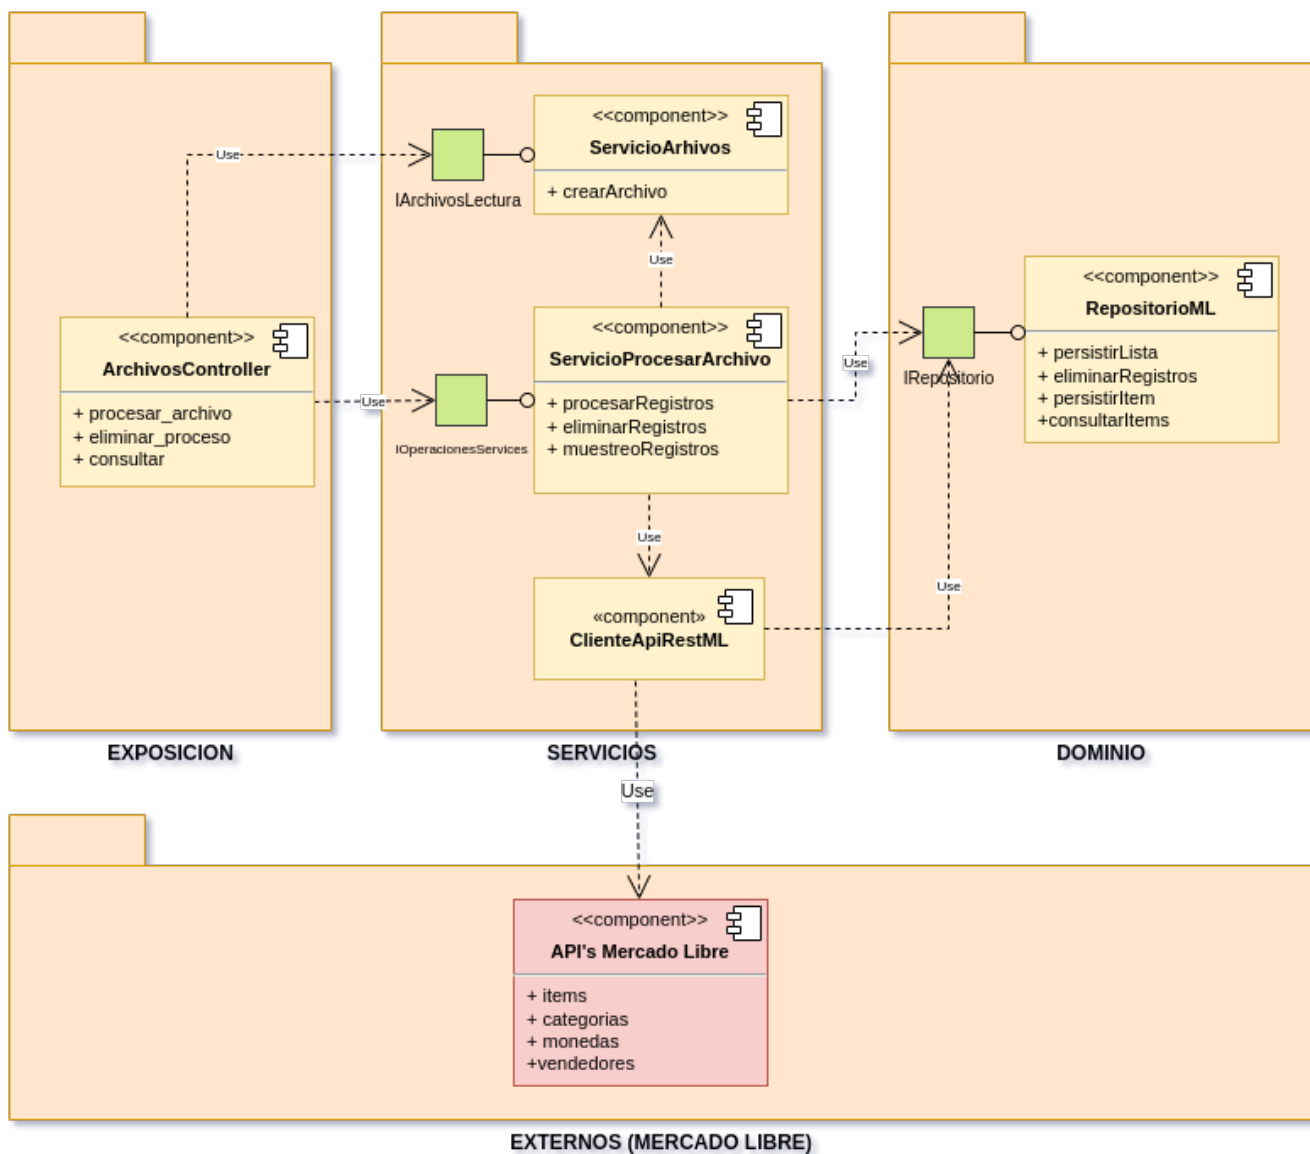 <<component>>
ServicioArhivos
+ crearArchivo
Use
IArchivosLectura
Use
<<component>>
ArchivosController
+ procesar_archivo
+ eliminar_proceso
+ consultar
Use
IOperacionesServices
<<component>>
ServicioProcesarArchivo
+ procesarRegistros
+ eliminarRegistros
+ muestreoRegistros
Use
IRepositorio
<<component>>
RepositorioML
+ persistirLista
+ eliminarRegistros
+ persistirItem
+consultarItems
Use
«component»
ClienteApiRestML
Use
EXPOSICION
SERVICIOS
DOMINIO
Use
<<component>>
API's Mercado Libre
+ items
+ categorias
+ monedas
+vendedores
EXTERNOS (MERCADO LIBRE)